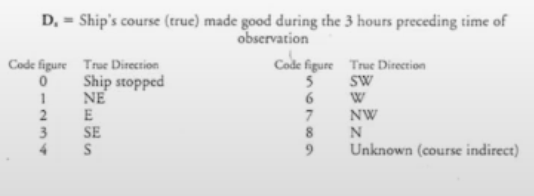 Dₛ = Ship's course (true) made good during the 3 hours preceding time of
observation
Code figure True Direction Code figure True Direction
0 Ship stopped 5 SW
1 NE 6 W
2 E 7 NW
3 SE 8 N
4 S 9 Unknown (course indirect)